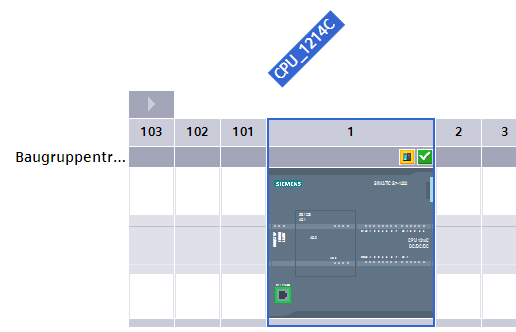 CPU_1214C
103 102 101 1 2 3
Baugruppentr...
SIEMENS SIMATIC S7-1200
CPU 1214C
DC/DC/DC